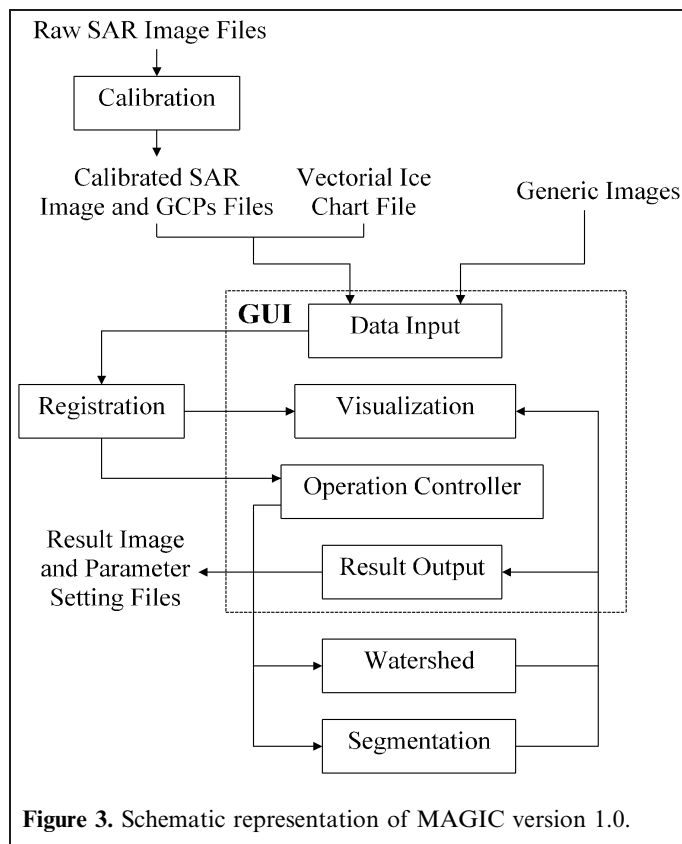 Raw SAR Image Files
Calibration
Calibrated SAR
Image and GCPs Files
Vectorial Ice
Chart File
Generic Images
GUI
Data Input
Registration
Visualization
Operation Controller
Result Image
and Parameter
Setting Files
Result Output
Watershed
Segmentation
Figure 3. Schematic representation of MAGIC version 1.0.